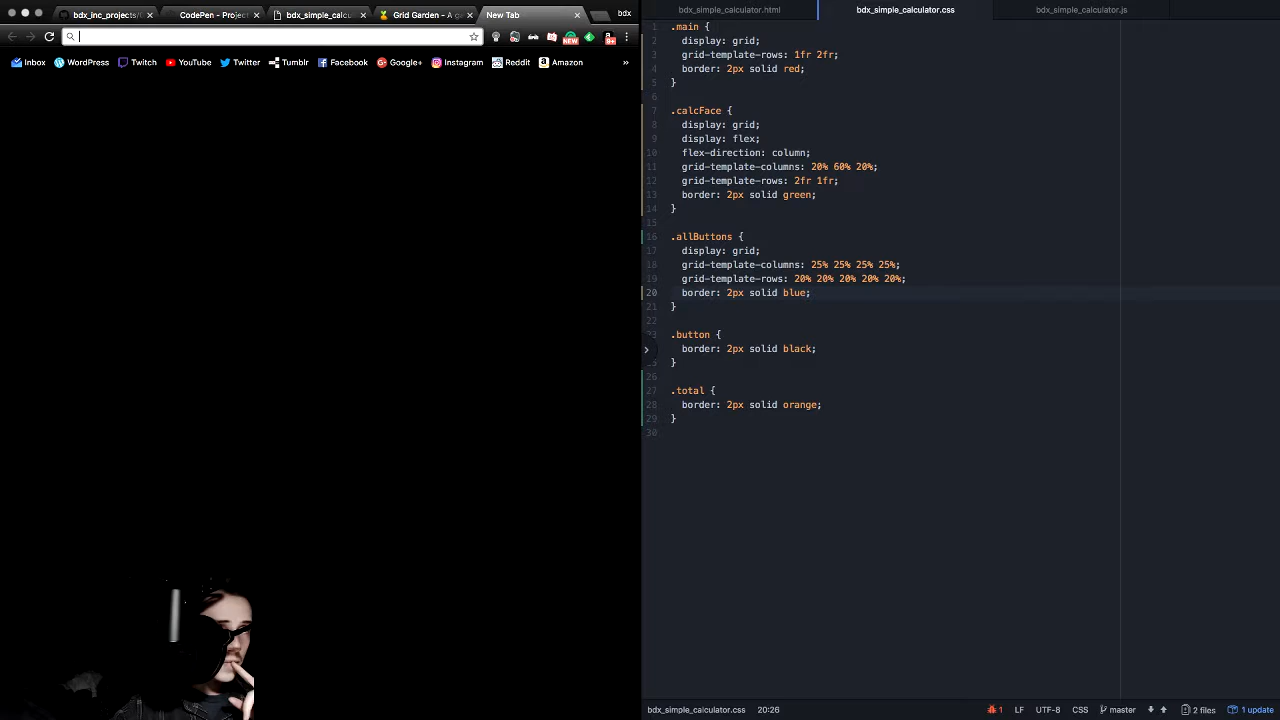 bdx_inc_projects/
CodePen - Proj
bdx_simple_calcu
Grid Garden - A g
New Tab
bdx
NEW
9+
Inbox
WordPress
Twitch
YouTube
Twitter
Tumblr
Facebook
Google+
Instagram
Reddit
Amazon
»
bdx_simple_calculator.html
bdx_simple_calculator.css
bdx_simple_calculator.js
1 .main {
2 display: grid;
3 grid-template-rows: 1fr 2fr;
4 border: 2px solid red;
5 }
6
7 .calcFace {
8 display: grid;
9 display: flex;
10 flex-direction: column;
11 grid-template-columns: 20% 60% 20%;
12 grid-template-rows: 2fr 1fr;
13 border: 2px solid green;
14 }
15
16 .allButtons {
17 display: grid;
18 grid-template-columns: 25% 25% 25% 25%;
19 grid-template-rows: 20% 20% 20% 20% 20%;
20 border: 2px solid blue;
21 }
22
.button {
border: 2px solid black;
}
26
27 .total {
28 border: 2px solid orange;
29 }
30
bdx_simple_calculator.css 20:26
1 LF UTF-8 CSS master 2 files 1 update